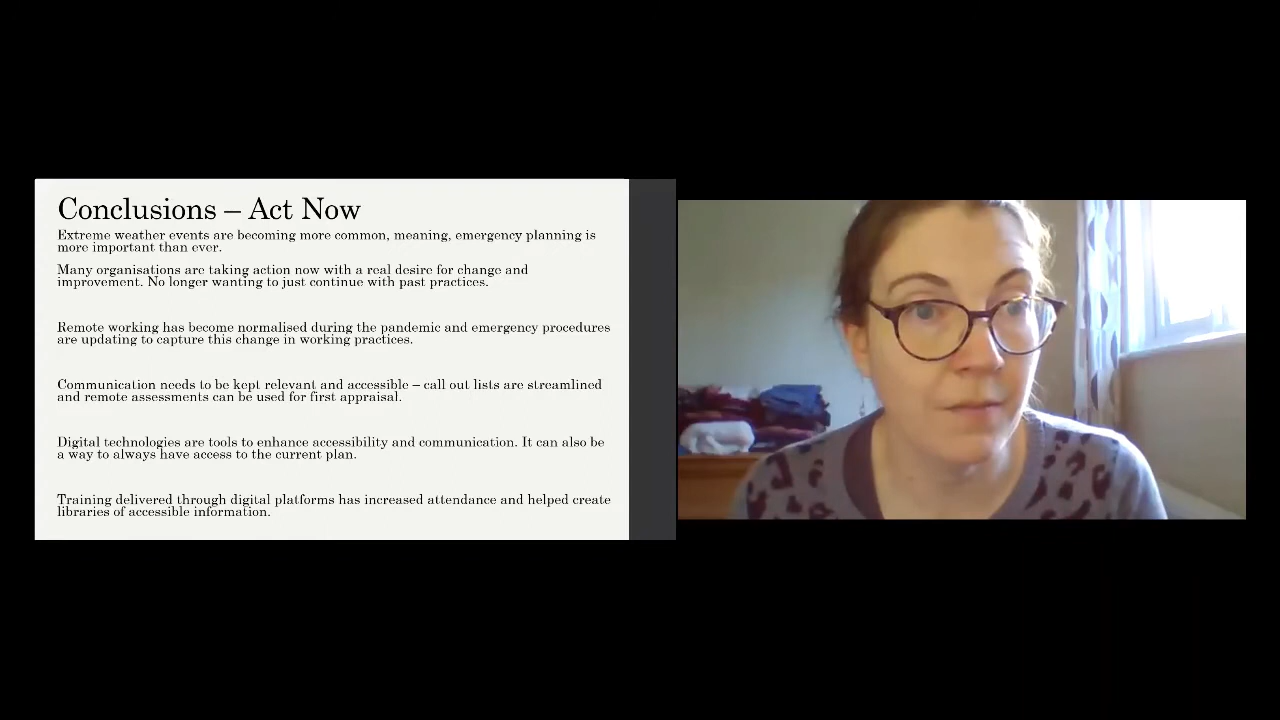 Conclusions – Act Now
Extreme weather events are becoming more common, meaning, emergency planning is
more important than ever.
Many organisations are taking action now with a real desire for change and
improvement. No longer wanting to just continue with past practices.
Remote working has become normalised during the pandemic and emergency procedures
are updating to capture this change in working practices.
Communication needs to be kept relevant and accessible – call out lists are streamlined
and remote assessments can be used for first appraisal.
Digital technologies are tools to enhance accessibility and communication. It can also be
a way to always have access to the current plan.
Training delivered through digital platforms has increased attendance and helped create
libraries of accessible information.